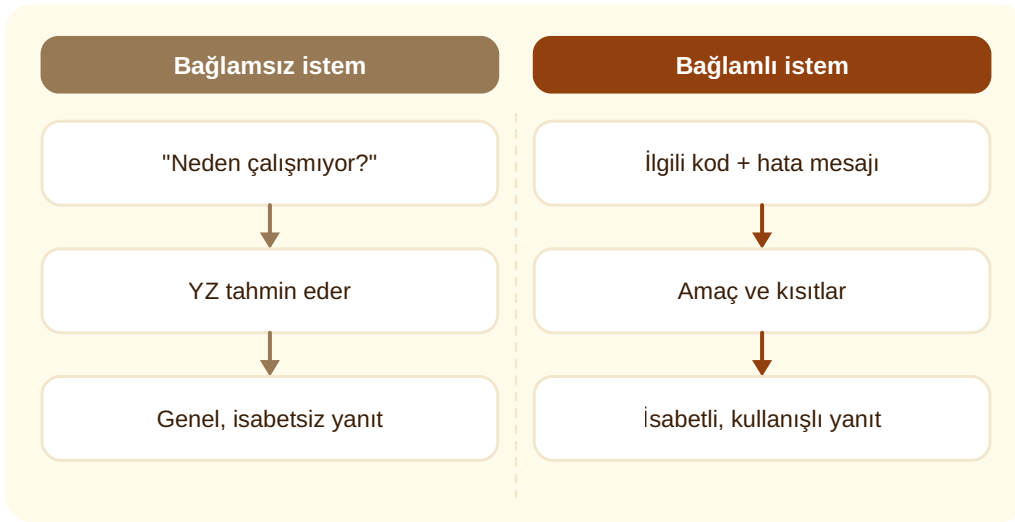 Bağlamsız istem
"Neden çalışmıyor?"
YZ tahmin eder
Genel, isabetsiz yanıt
Bağlamlı istem
İlgili kod + hata mesajı
Amaç ve kısıtlar
İsabetli, kullanışlı yanıt